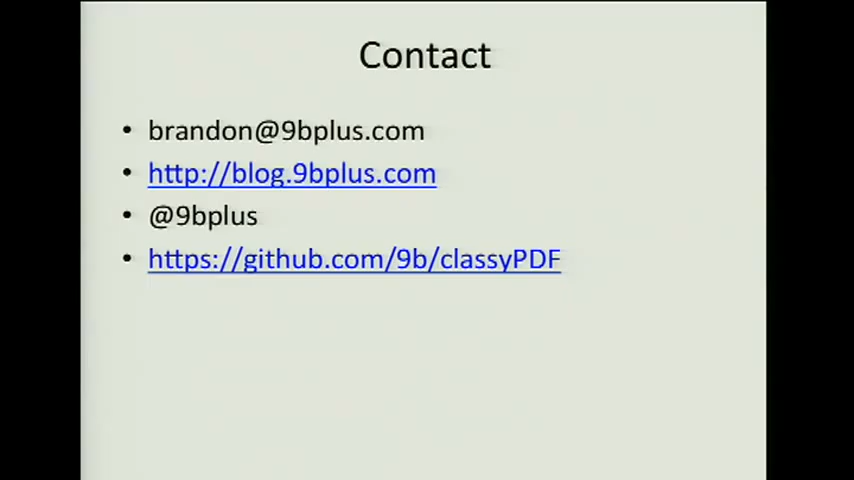 Contact
• brandon@9bplus.com
• http://blog.9bplus.com
• @9bplus
• https://github.com/9b/classyPDF